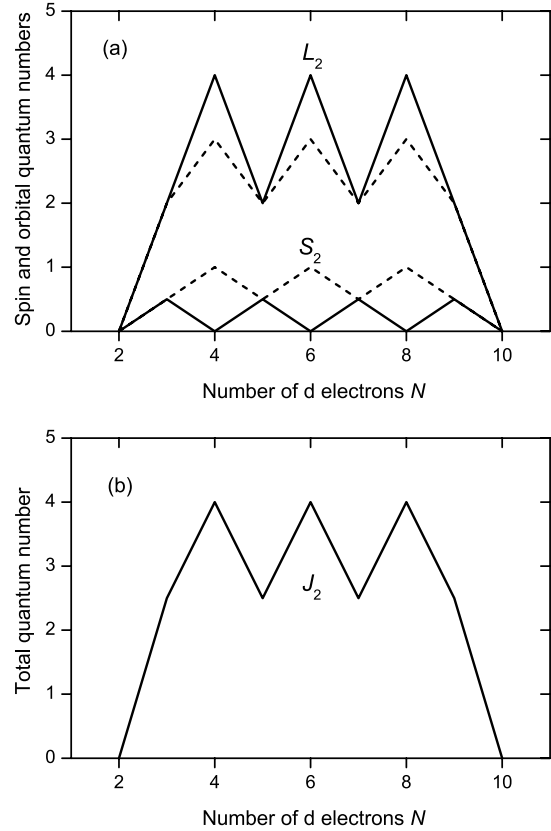 (a)
L2
S2
Spin and orbital quantum numbers
5
4
3
2
1
0
2 4 6 8 10
Number of d electrons N
(b)
J2
Total quantum number
5
4
3
2
1
0
2 4 6 8 10
Number of d electrons N